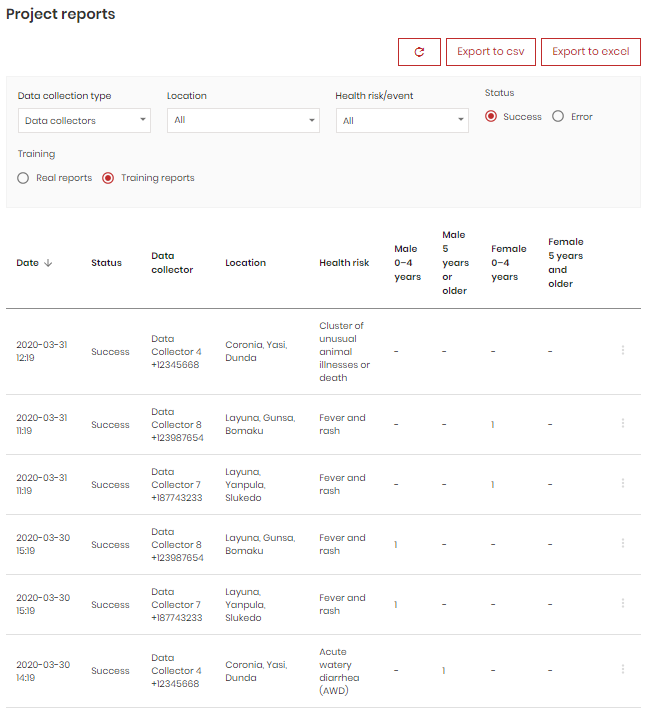 Project reports
Export to csv
Export to excel
Data collection type
Location
Health risk/event
Status
Data collectors
All
All
Success
Error
Training
Real reports
Training reports
Date
Status
Data
collector
Location
Health risk
Male
0–4
years
Male
5
years
or
older
Female
0–4
years
Female
5 years
and
older
2020-03-31
12:19
Success
Data
Collector 4
+12345668
Coronia, Yasi,
Dunda
Cluster of
unusual
animal
illnesses or
death
-
-
-
-
2020-03-31
11:19
Success
Data
Collector 8
+123987654
Layuna, Gunsa,
Bomaku
Fever and
rash
-
-
1
-
2020-03-31
11:19
Success
Data
Collector 7
+187743233
Layuna,
Yanpula,
Slukedo
Fever and
rash
-
-
1
-
2020-03-30
15:19
Success
Data
Collector 8
+123987654
Layuna, Gunsa,
Bomaku
Fever and
rash
1
-
-
-
2020-03-30
15:19
Success
Data
Collector 7
+187743233
Layuna,
Yanpula,
Slukedo
Fever and
rash
1
-
-
-
2020-03-30
14:19
Success
Data
Collector 4
+12345668
Coronia, Yasi,
Dunda
Acute
watery
diarrhea
(AWD)
-
1
-
-